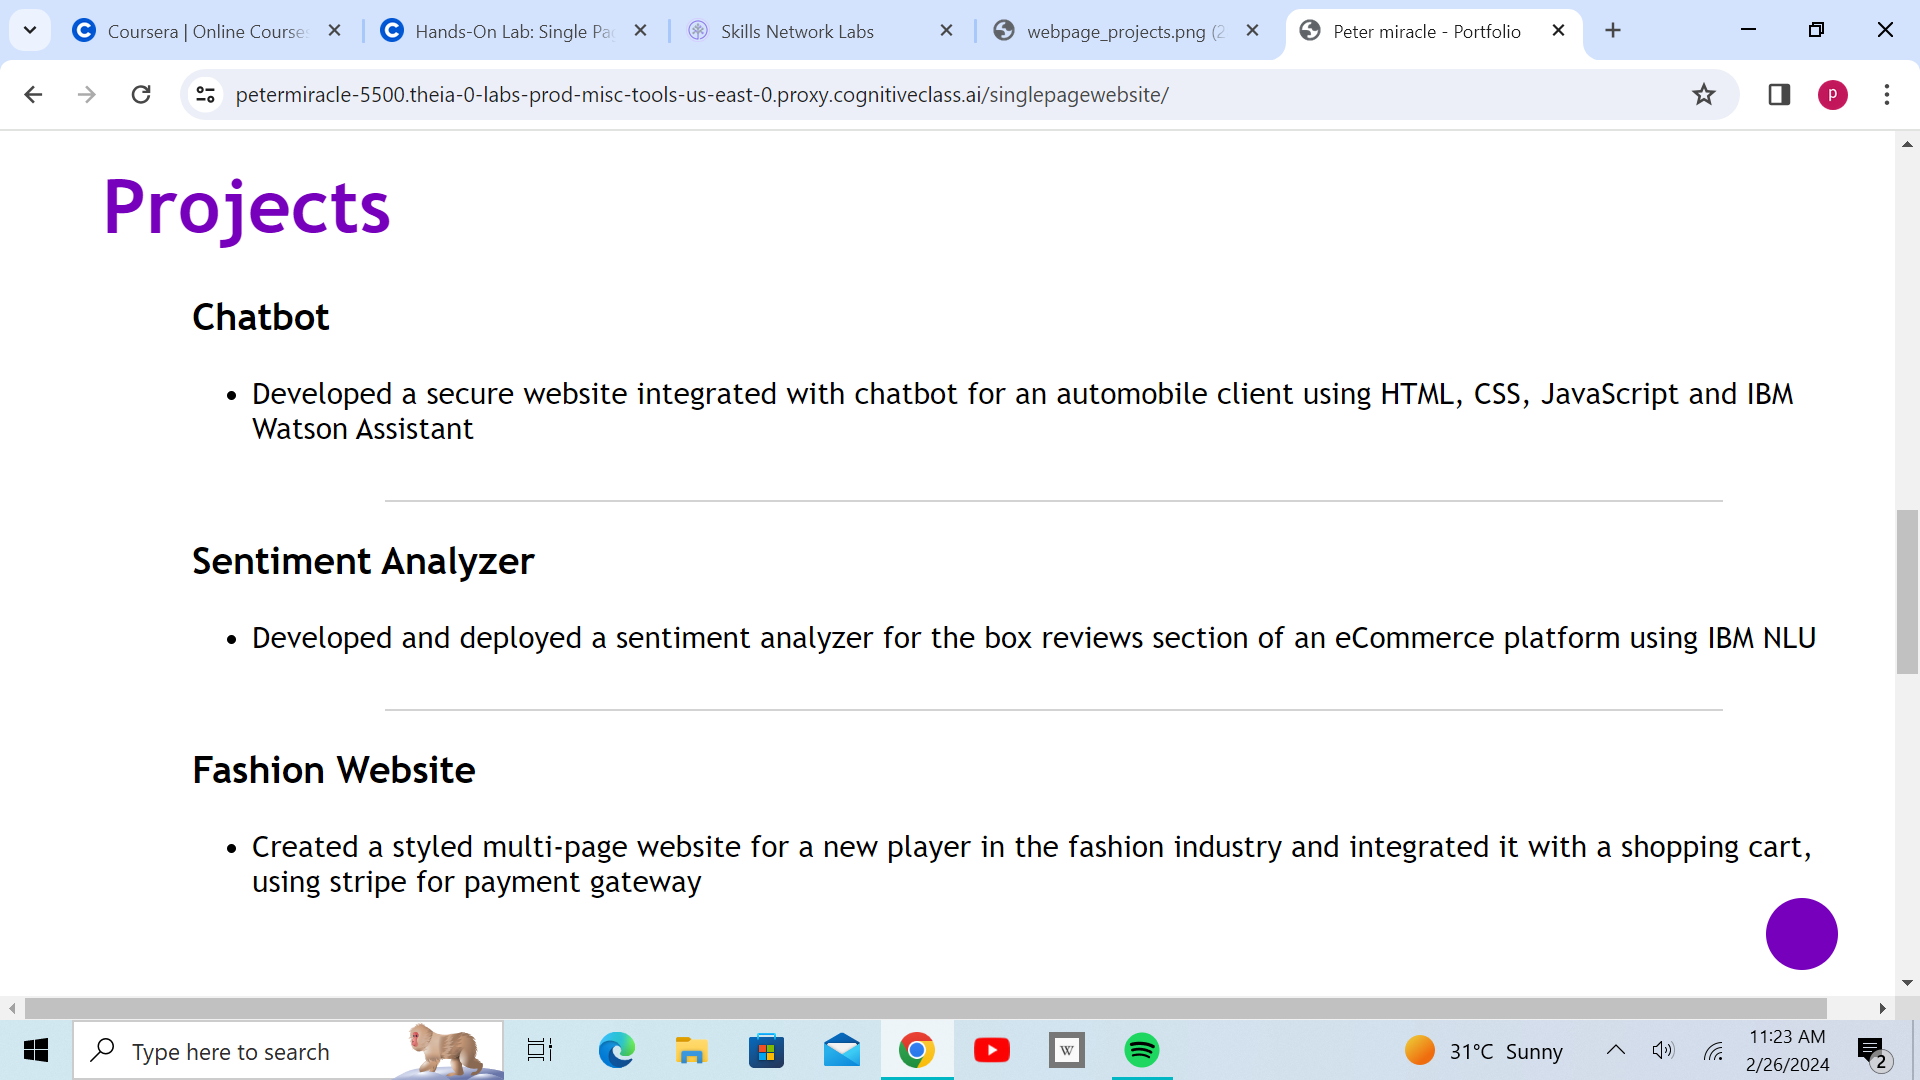 Coursera | Online Courses
Hands-On Lab: Single Pa
Skills Network Labs
webpage_projects.png (2
Peter miracle - Portfolio
petermiracle-5500.theia-0-labs-prod-misc-tools-us-east-0.proxy.cognitiveclass.ai/singlepagewebsite/
p
Projects
Chatbot
• Developed a secure website integrated with chatbot for an automobile client using HTML, CSS, JavaScript and IBM
Watson Assistant
Sentiment Analyzer
• Developed and deployed a sentiment analyzer for the box reviews section of an eCommerce platform using IBM NLU
Fashion Website
• Created a styled multi-page website for a new player in the fashion industry and integrated it with a shopping cart,
using stripe for payment gateway
Type here to search
W
31°C Sunny
11:23 AM
2/26/2024
2